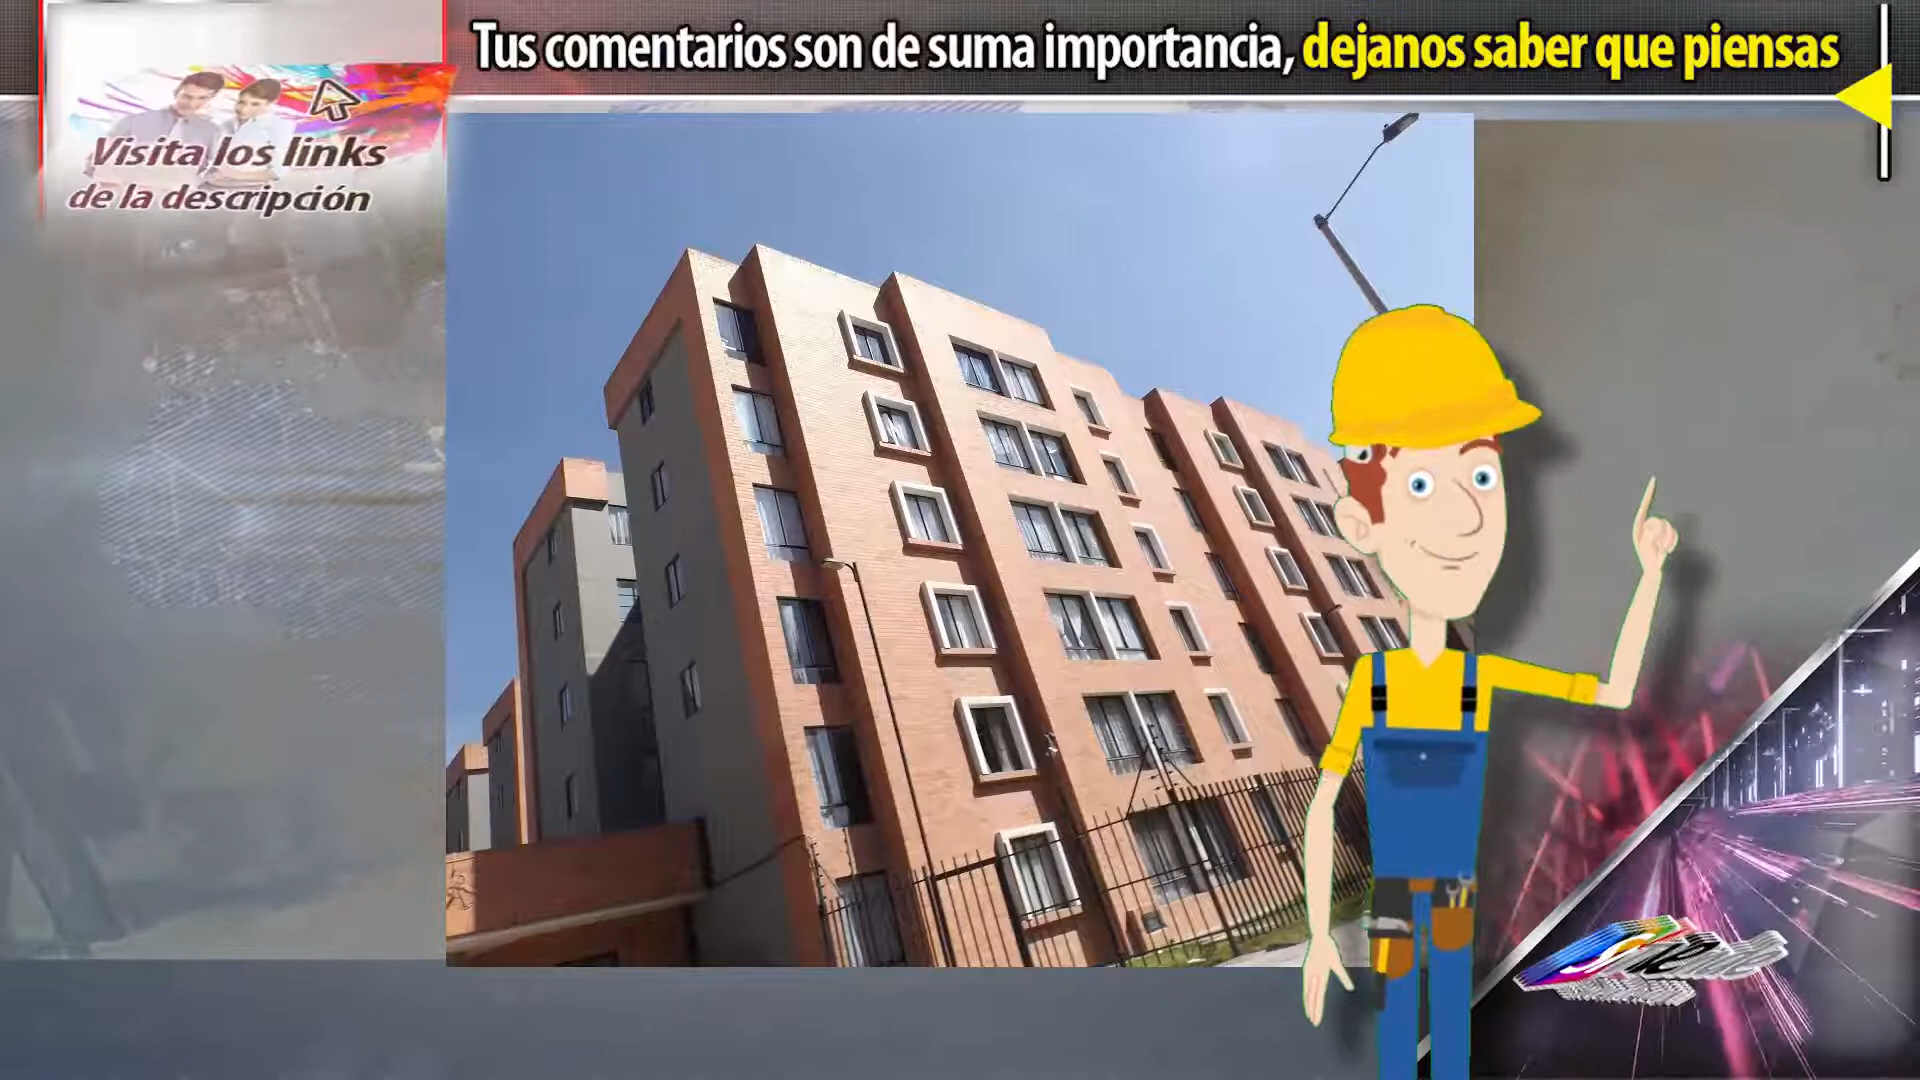 Tus comentarios son de suma importancia, dejanos saber que piensas
Visita los links
de la descripción